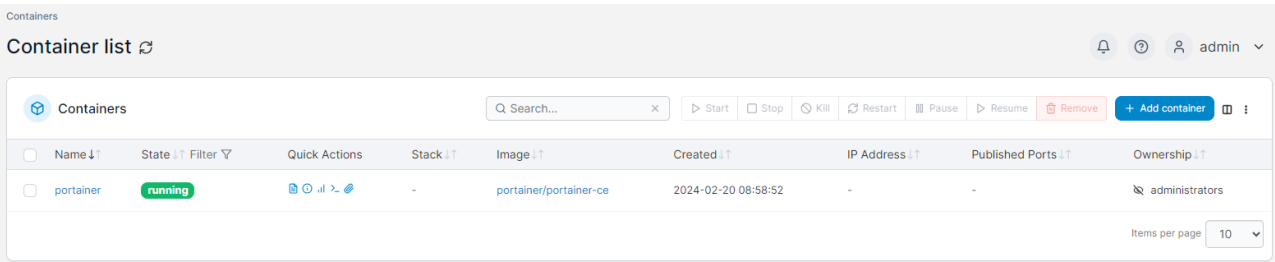 Containers
Container list
admin
Containers
Search...
Start Stop Kill Restart Pause Resume Remove + Add container
Name State Filter Quick Actions Stack Image Created IP Address Published Ports Ownership
portainer running - portainer/portainer-ce 2024-02-20 08:58:52 - - administrators
Items per page 10